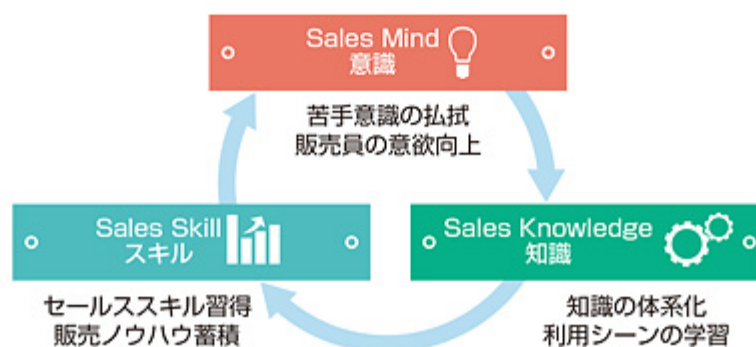 Sales Mind
意識
苦手意識の払拭
販売員の意欲向上
Sales Skill
スキル
セールススキル習得
販売ノウハウ蓄積
Sales Knowledge
知識
知識の体系化
利用シーンの学習